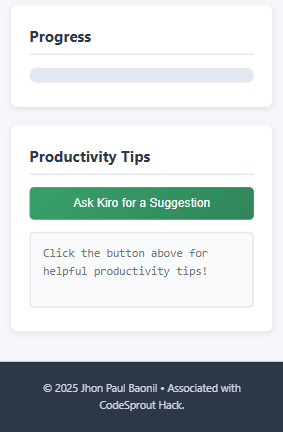 Progress
Productivity Tips
Ask Kiro for a Suggestion
Click the button above for
helpful productivity tips!
© 2025 Jhon Paul Baonil • Associated with
CodeSprout Hack.